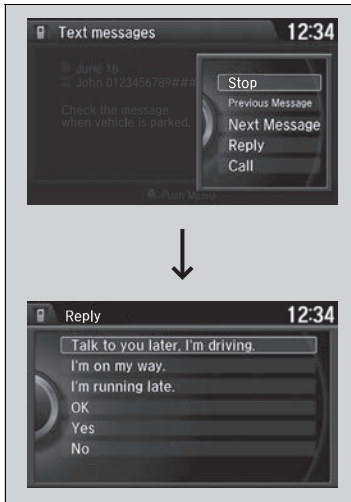 Text messages 12:34
June 16
John 0123456789###
Check the message
when vehicle is parked.
Stop
Previous Message
Next Message
Reply
Call
:Push Menu
Reply 12:34
Talk to you later, I'm driving.
I'm on my way.
I'm running late.
OK
Yes
No